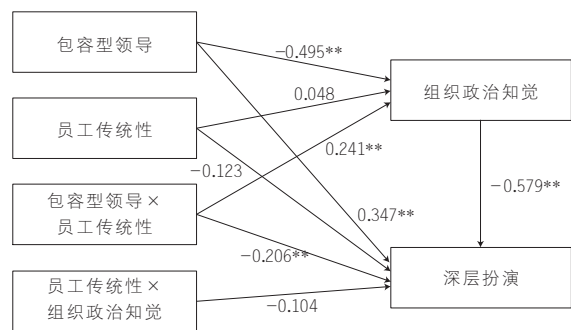 包容型领导
-0.495**
员工传统性
0.048
组织政治知觉
0.241**
-0.123
包容型领导×
员工传统性
-0.579**
0.347**
-0.206**
深层扮演
员工传统性×
组织政治知觉
-0.104